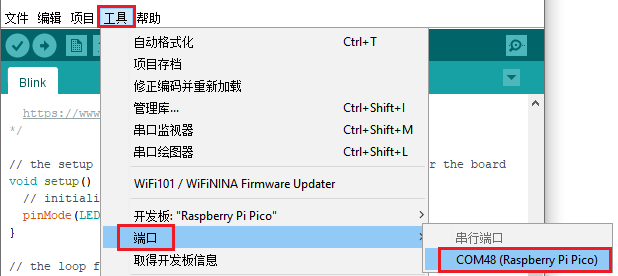 文件 编辑 项目 工具 帮助
自动格式化 Ctrl+T
项目存档
修正编码并重新加载
Blink
管理库... Ctrl+Shift+I
https://www
*/
串口监视器 Ctrl+Shift+M
串口绘图器 Ctrl+Shift+L
// the setup r the board
void setup()
WiFi101 / WiFiNINA Firmware Updater
// initiali
pinMode(LED
开发板: "Raspberry Pi Pico"
}
端口
串行端口
COM48 (Raspberry Pi Pico)
取得开发板信息
// the loop f